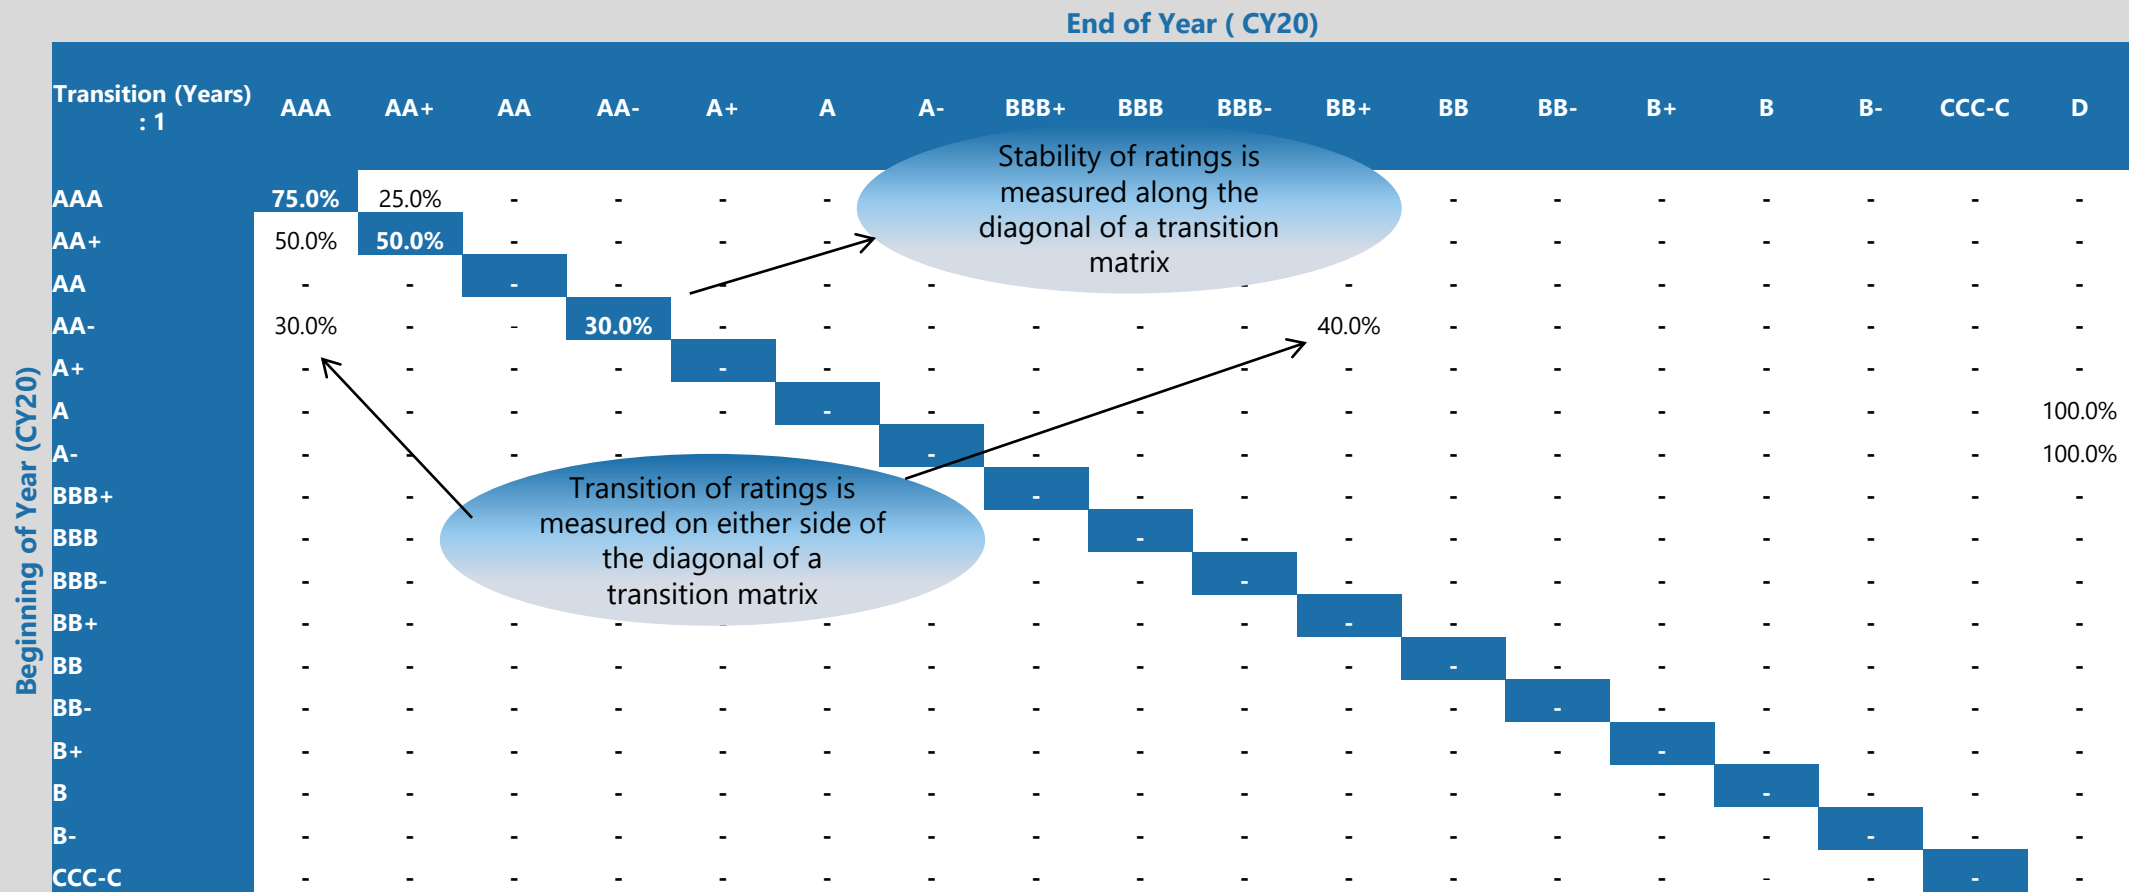 End of Year ( CY20)
Transition (Years) : 1 AAA AA+ AA AA- A+ A A- BBB+ BBB BBB- BB+ BB BB- B+ B B- CCC-C D
Beginning of Year (CY20)
AAA 75.0% 25.0% - - - - - - - - - - -
AA+ 50.0% 50.0% - - - - - - - - - - -
AA - - - - - - - - - - - - - - - -
AA- 30.0% - - 30.0% - - - - - - 40.0% - - - - - - -
A+ - - - - - - - - - - - - - - - - - -
A - - - - - - - - - - - - - - - - - 100.0%
A- - - - - - - - - - - - - - - - - - 100.0%
BBB+ - - - - - - - - - - - - -
BBB - - - - - - - - - - - - -
BBB- - - - - - - - - - - - - -
BB+ - - - - - - - - - - - - - - - - - -
BB - - - - - - - - - - - - - - - - - -
BB- - - - - - - - - - - - - - - - - - -
B+ - - - - - - - - - - - - - - - - - -
B - - - - - - - - - - - - - - - - - -
B- - - - - - - - - - - - - - - - - - -
CCC-C - - - - - - - - - - - - - - - - - -
Stability of ratings is
measured along the
diagonal of a transition
matrix
Transition of ratings is
measured on either side of
the diagonal of a
transition matrix